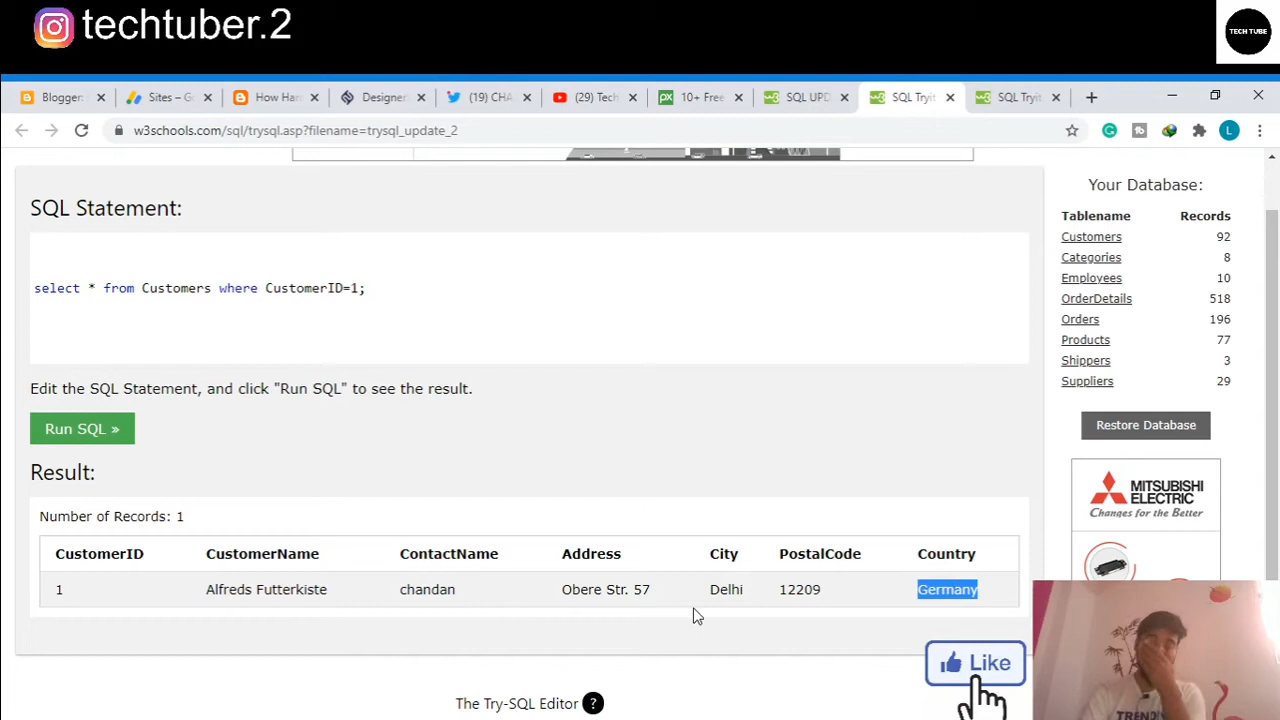 techtuber.2
TECH TUBE
Blogger:
Sites – Go
How Han
Designer
(19) CHA
(29) Tech
10+ Free
SQL UPD
SQL Tryit
SQL Tryit
w3schools.com/sql/trysql.asp?filename=trysql_update_2
L
SQL Statement:
select * from Customers where CustomerID=1;
Edit the SQL Statement, and click "Run SQL" to see the result.
Run SQL »
Result:
Number of Records: 1
CustomerID CustomerName ContactName Address City PostalCode Country
1 Alfreds Futterkiste chandan Obere Str. 57 Delhi 12209 Germany
The Try-SQL Editor ?
Your Database:
Tablename Records
Customers 92
Categories 8
Employees 10
OrderDetails 518
Orders 196
Products 77
Shippers 3
Suppliers 29
Restore Database
MITSUBISHI
ELECTRIC
Changes for the Better
Like